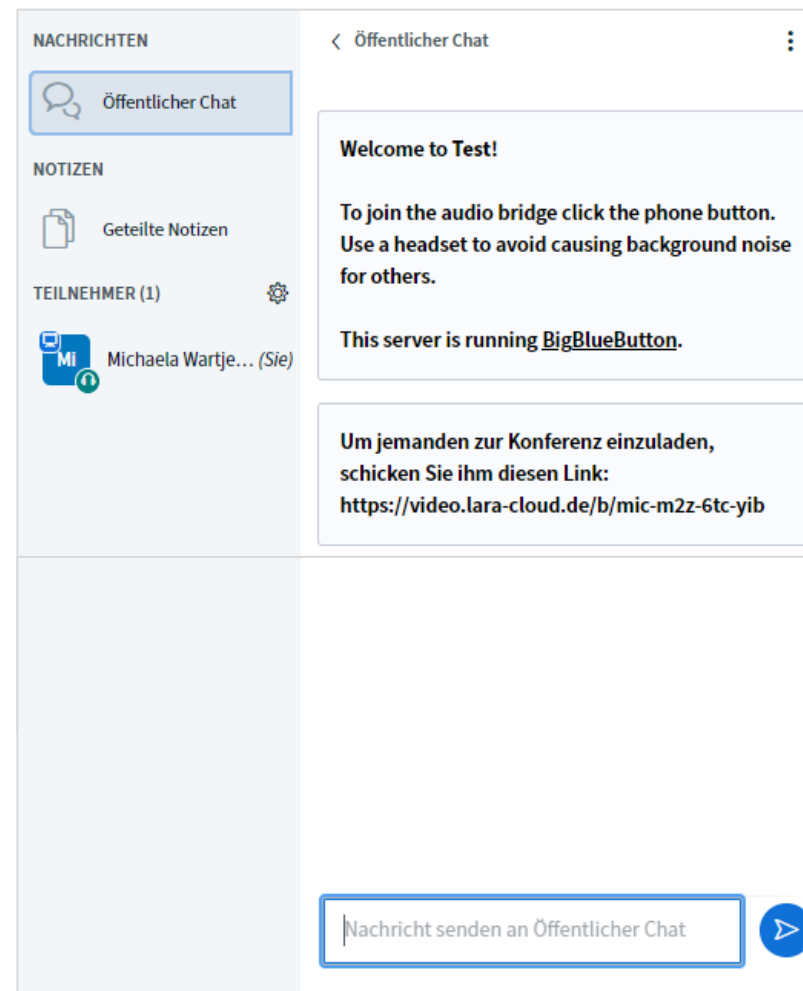 NACHRICHTEN
Öffentlicher Chat
NOTIZEN
Geteilte Notizen
TEILNEHMER (1)
Mi
Michaela Wartje… (Sie)
Öffentlicher Chat
Welcome to Test!
To join the audio bridge click the phone button.
Use a headset to avoid causing background noise
for others.
This server is running BigBlueButton.
Um jemanden zur Konferenz einzuladen,
schicken Sie ihm diesen Link:
https://video.lara-cloud.de/b/mic-m2z-6tc-yib
Nachricht senden an Öffentlicher Chat